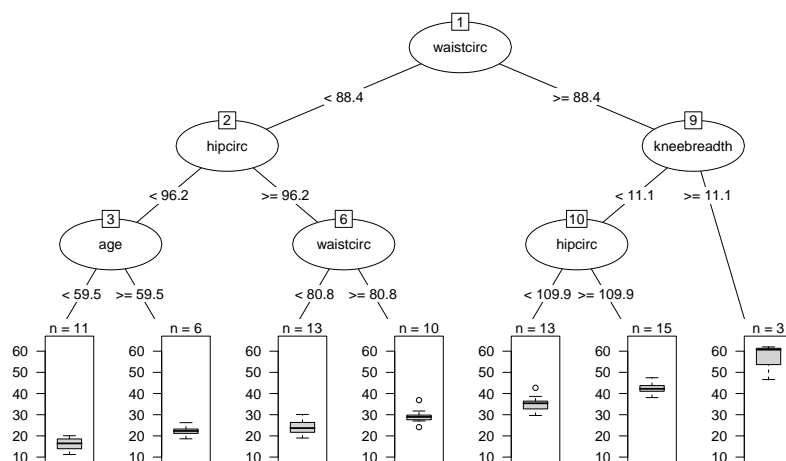 1
waistcirc
< 88.4 >= 88.4
2 9
hipcirc kneebreadth
< 96.2 >= 96.2 < 11.1 >= 11.1
3 6 10
age waistcirc hipcirc
< 59.5 >= 59.5 < 80.8 >= 80.8 < 109.9 >= 109.9
n = 11 n = 6 n = 13 n = 10 n = 13 n = 15 n = 3
60 60 60 60 60 60 60
50 50 50 50 50 50 50
40 40 40 40 40 40 40
30 30 30 30 30 30 30
20 20 20 20 20 20 20
10 10 10 10 10 10 10